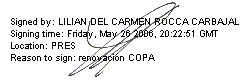 Signed by: LILIAN DEL CARMEN ROCCA CARBAJAL
Signing time: Friday, May 26 2006, 20:22:51 GMT
Location: PRES
Reason to sign: renovación COPA